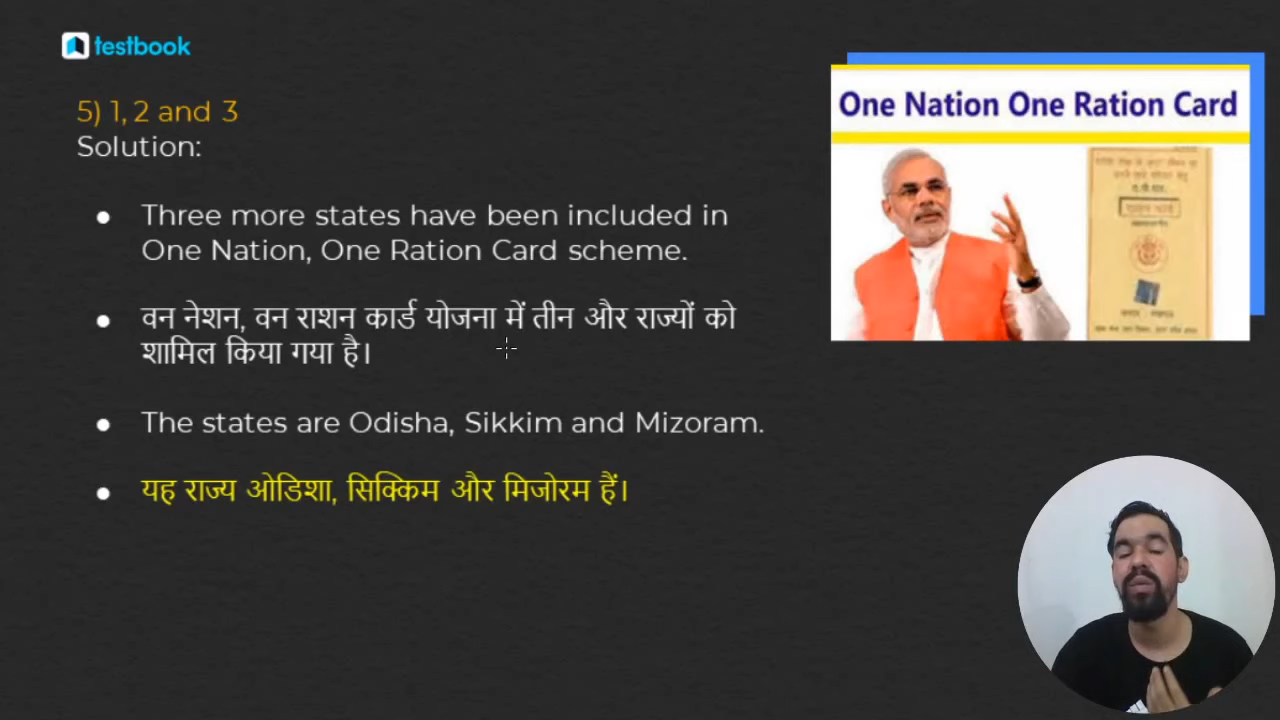 testbook
5) 1, 2 and 3
Solution:
Three more states have been included in
One Nation, One Ration Card scheme.
वन नेशन, वन राशन कार्ड योजना में तीन और राज्यों को
शामिल किया गया है।
The states are Odisha, Sikkim and Mizoram.
यह राज्य ओडिशा, सिक्किम और मिजोरम हैं।
One Nation One Ration Card